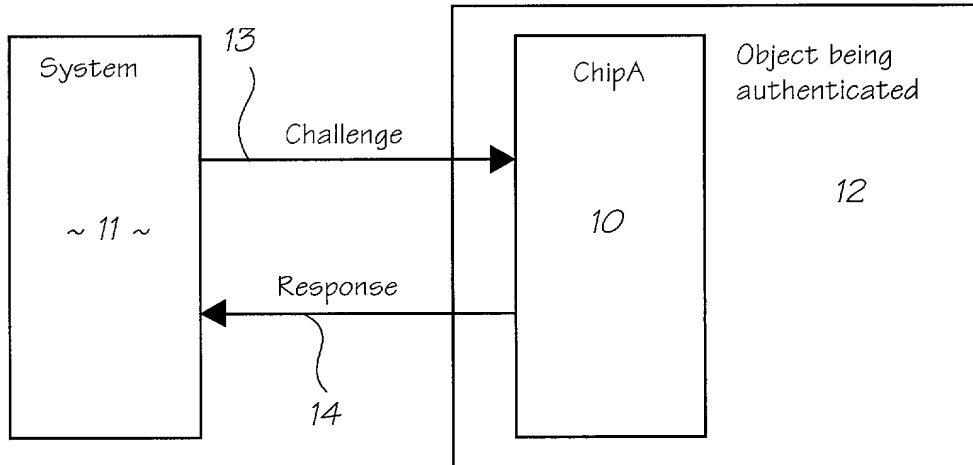 System
13
Challenge
~ 11 ~
Response
14
ChipA
10
Object being
authenticated
12